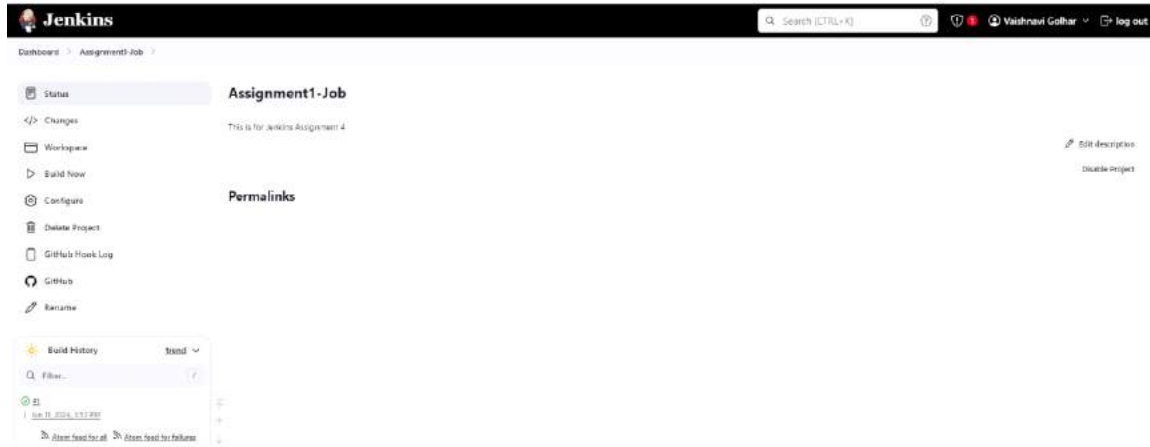 Jenkins
Search (CTRL+K)
1
Vaishnavi Golhar
log out
Dashboard > Assignment1-Job >
Status
Changes
Workspace
Build Now
Configure
Delete Project
GitHub Hook Log
GitHub
Rename
Build History
trend
Filter...
/
#1
Atom feed for all
Atom feed for failures
Assignment1-Job
This is for Jenkins Assignment 4
Edit description
Disable Project
Permalinks